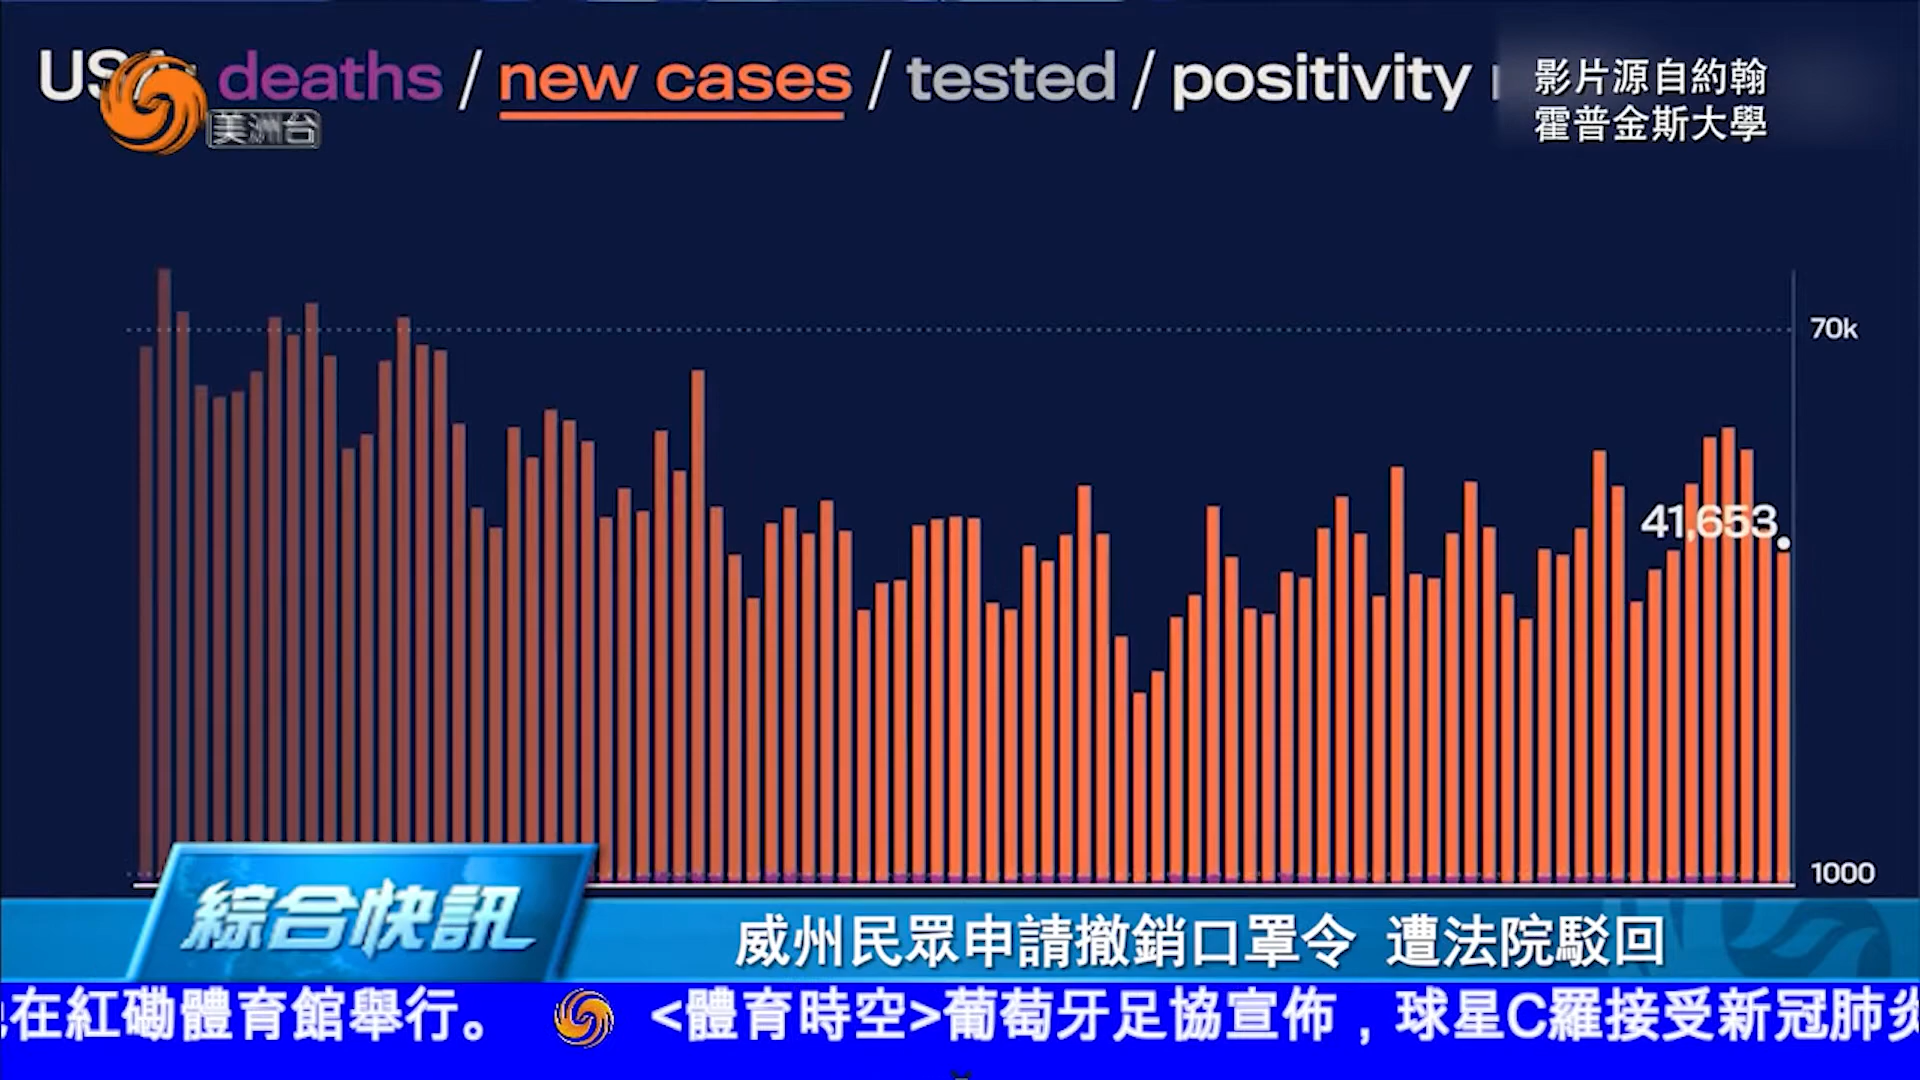 USA: deaths / new cases / tested / positivity
影片源自約翰
霍普金斯大學
美洲台
70k
41,653
1000
綜合快訊
威州民眾申請撤銷口罩令 遭法院駁回
在紅磡體育館舉行。 <體育時空>葡萄牙足協宣佈，球星C羅接受新冠肺炎